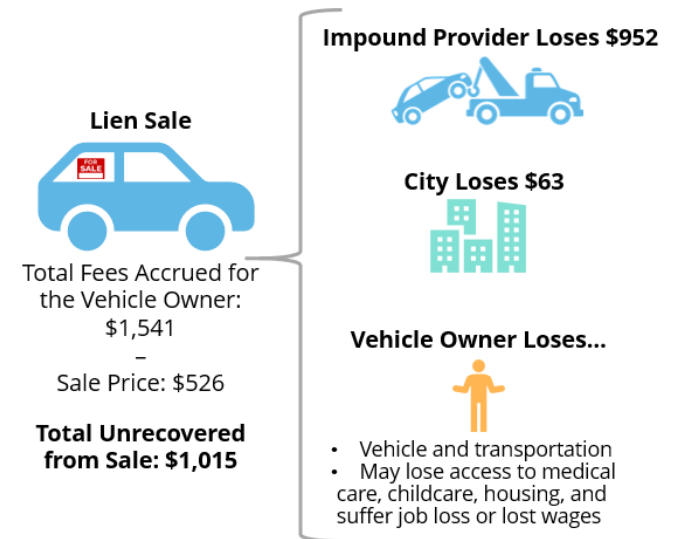 Impound Provider Loses $952
Lien Sale
FOR
SALE
Total Fees Accrued for
the Vehicle Owner:
$1,541
–
Sale Price: $526
Total Unrecovered
from Sale: $1,015
City Loses $63
Vehicle Owner Loses...
• Vehicle and transportation
• May lose access to medical
care, childcare, housing, and
suffer job loss or lost wages